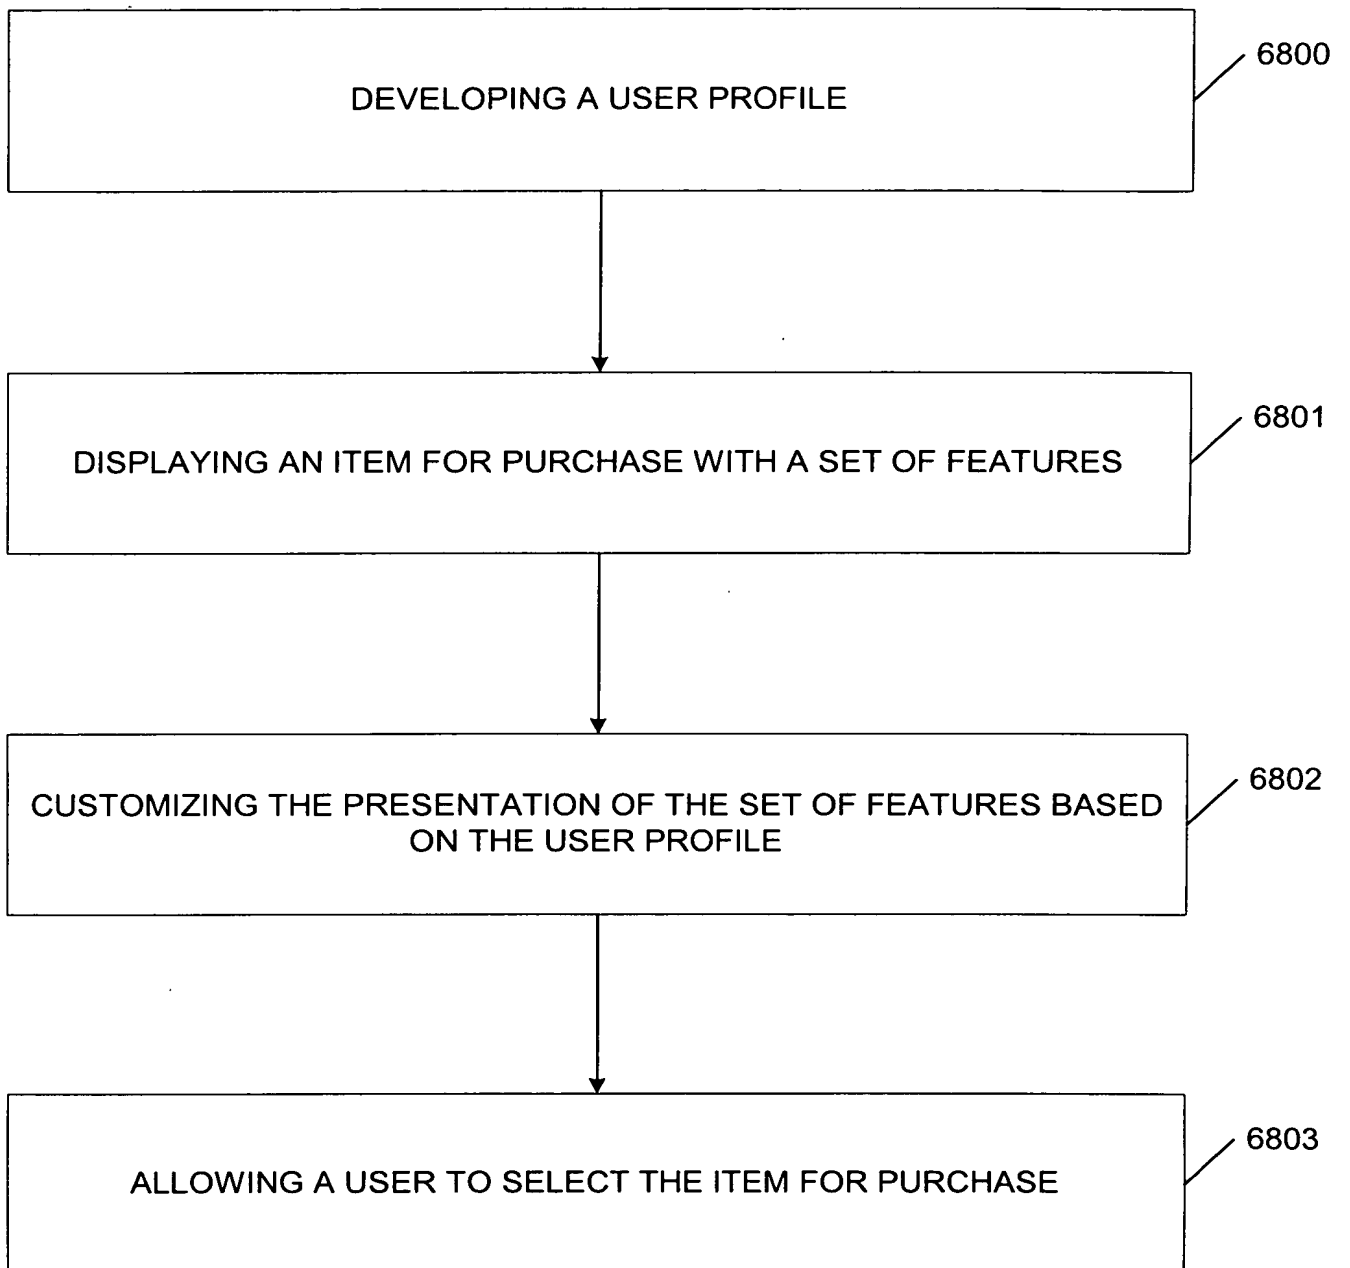 6800
DEVELOPING A USER PROFILE
6801
DISPLAYING AN ITEM FOR PURCHASE WITH A SET OF FEATURES
6802
CUSTOMIZING THE PRESENTATION OF THE SET OF FEATURES BASED
ON THE USER PROFILE
6803
ALLOWING A USER TO SELECT THE ITEM FOR PURCHASE